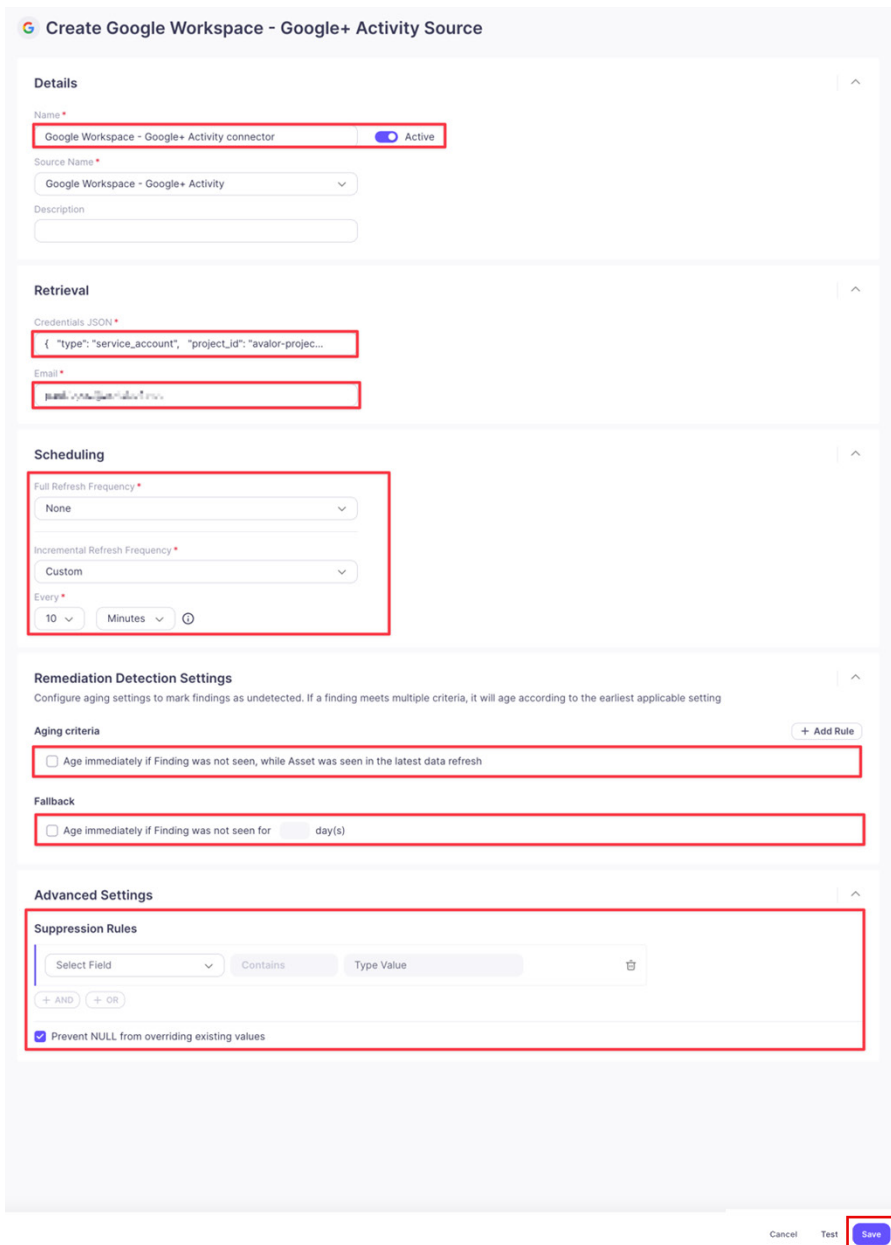 Create Google Workspace - Google+ Activity Source
Details
Name *
Google Workspace - Google+ Activity connector Active
Source Name *
Google Workspace - Google+ Activity
Description
Retrieval
Credentials JSON *
{ "type": "service_account", "project_id": "avalor-projec...
Email *
Scheduling
Full Refresh Frequency *
None
Incremental Refresh Frequency *
Custom
Every *
10 Minutes
Remediation Detection Settings
Configure aging settings to mark findings as undetected. If a finding meets multiple criteria, it will age according to the earliest applicable setting
Aging criteria + Add Rule
Age immediately if Finding was not seen, while Asset was seen in the latest data refresh
Fallback
Age immediately if Finding was not seen for day(s)
Advanced Settings
Suppression Rules
Select Field Contains Type Value
+ AND + OR
Prevent NULL from overriding existing values
Cancel Test Save